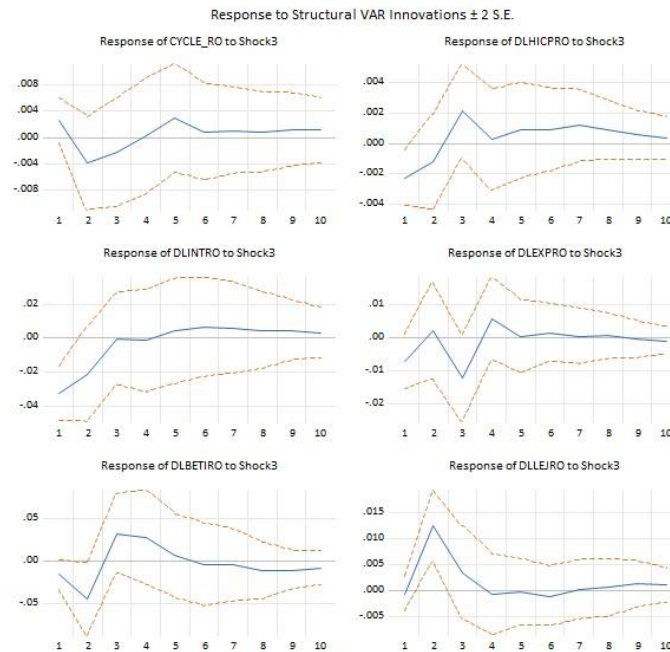 Response to Structural VAR Innovations ± 2 S.E.
Response of CYCLE_RO to Shock3
.008
.004
.000
-.004
-.008
1 2 3 4 5 6 7 8 9 10
Response of DLHICPRO to Shock3
.004
.002
.000
-.002
-.004
1 2 3 4 5 6 7 8 9 10
Response of DLINTRO to Shock3
.02
.00
-.02
-.04
1 2 3 4 5 6 7 8 9 10
Response of DLEXPRO to Shock3
.01
.00
-.01
-.02
1 2 3 4 5 6 7 8 9 10
Response of DLBETIRO to Shock3
.05
.00
-.05
1 2 3 4 5 6 7 8 9 10
Response of DLLEJRO to Shock3
.015
.010
.005
.000
-.005
1 2 3 4 5 6 7 8 9 10